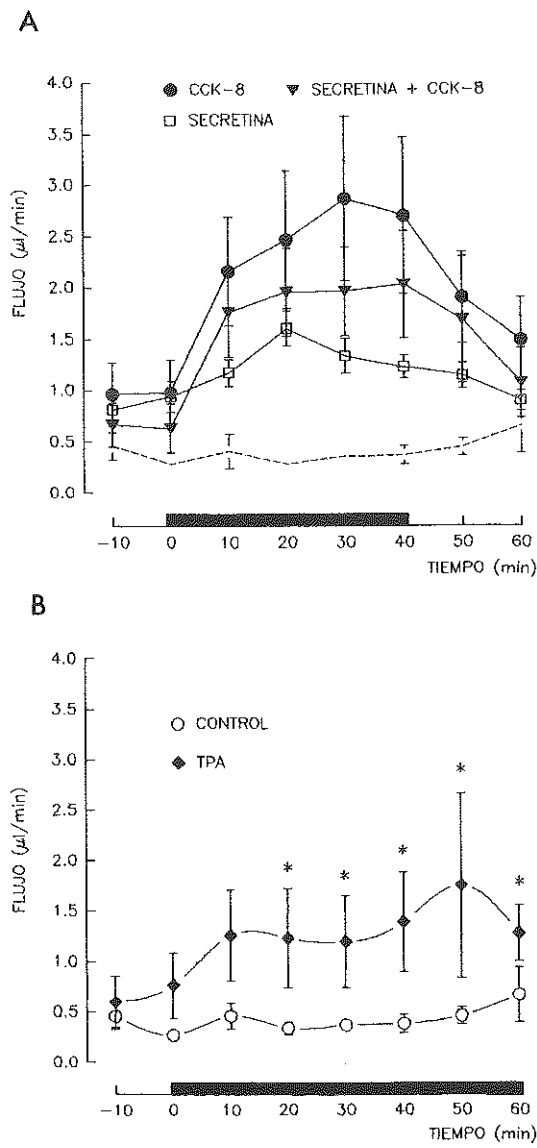 A
4.0
CCK-8 SECRETINA + CCK-8
SECRETINA
3.5
3.0
2.5
2.0
1.5
1.0
0.5
0.0
FLUJO (μl/min)
-10 0 10 20 30 40 50 60
TIEMPO (min)
B
4.0
3.5
3.0
2.5
2.0
1.5
1.0
0.5
0.0
FLUJO (μl/min)
CONTROL
TPA
*
* * * *
-10 0 10 20 30 40 50 60
TIEMPO (min)